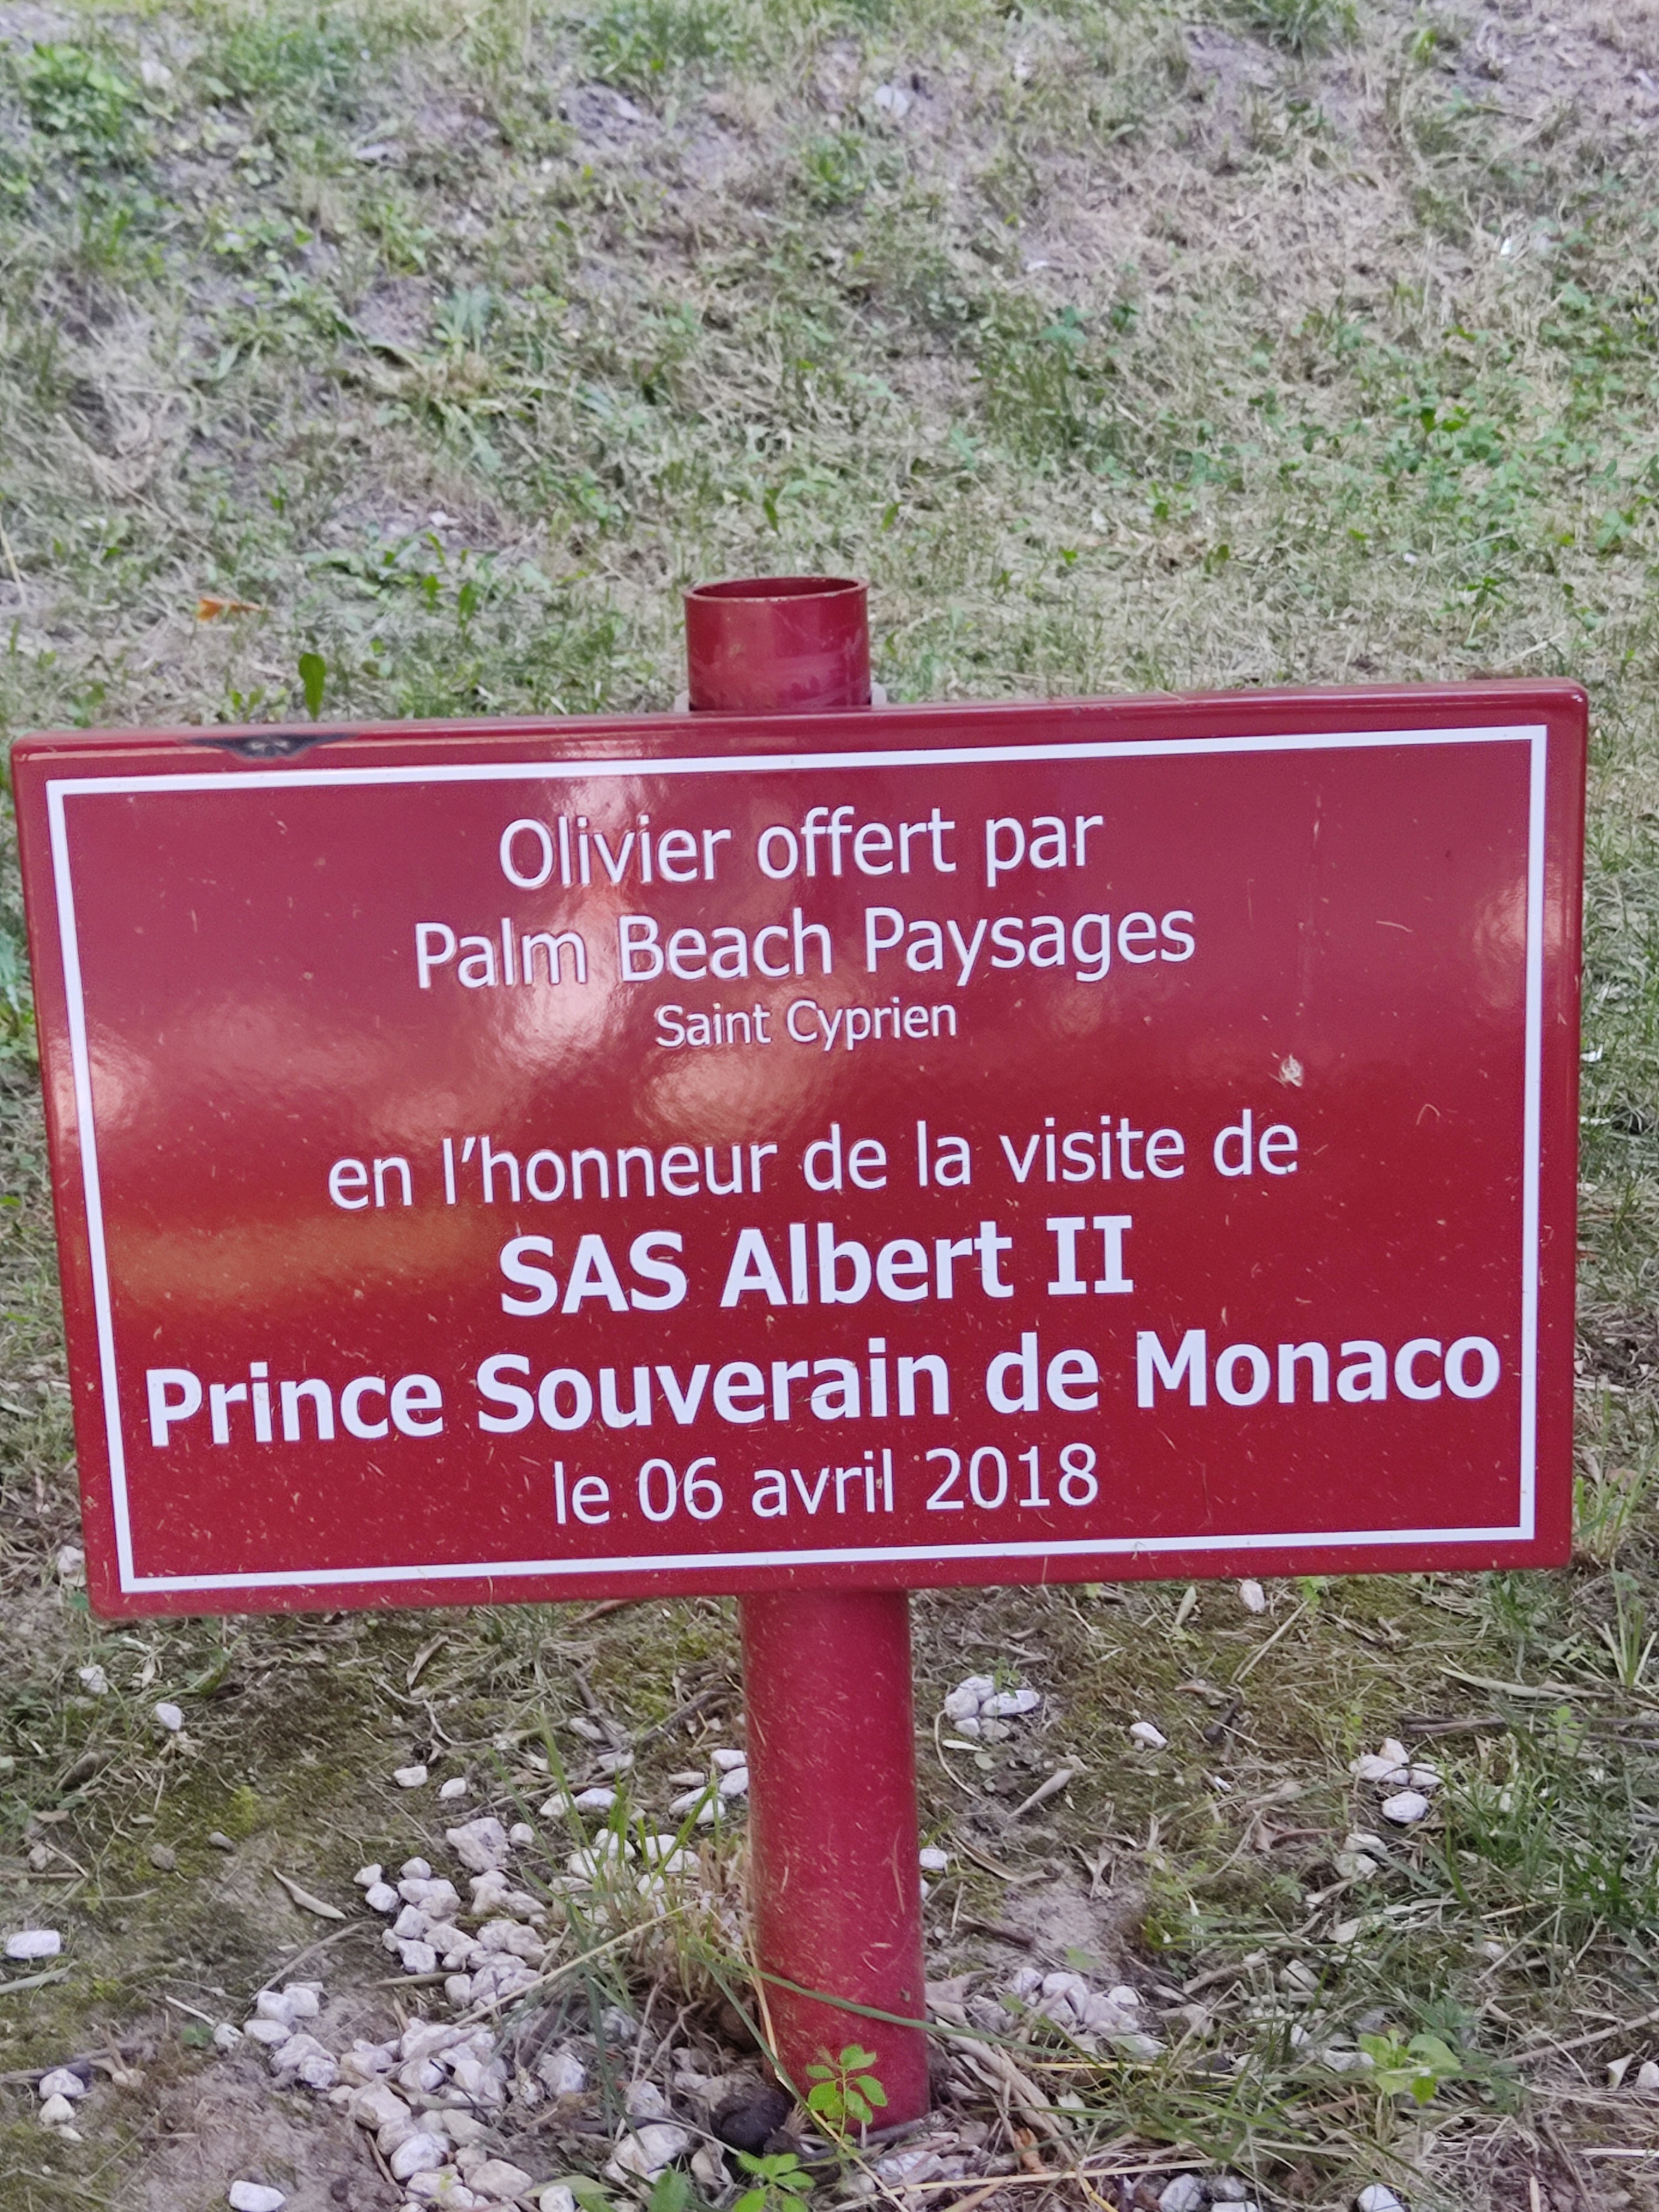 Olivier offert par
Palm Beach Paysages
Saint Cyprien
en l'honneur de la visite de
SAS Albert II
Prince Souverain de Monaco
le 06 avril 2018